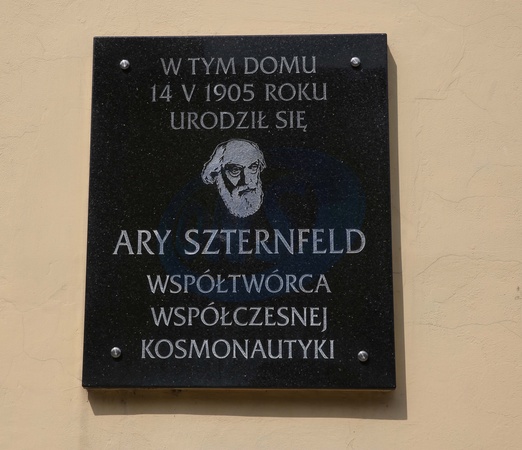 W TYM DOMU
14 V 1905 ROKU
URODZIŁ SIĘ
ARY SZTERNFELD
WSPÓŁTWÓRCA
WSPÓŁCZESNEJ
KOSMONAUTYKI